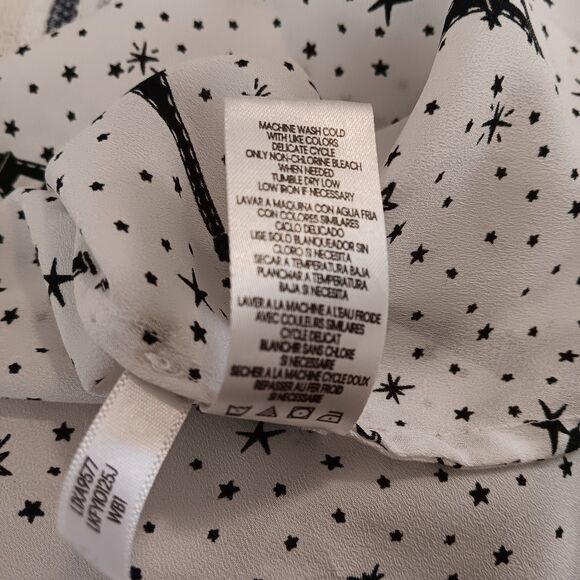 MACHINE WASH COLD
WITH LIKE COLORS
DELICATE CYCLE
ONLY NON-CHLORINE BLEACH
WHEN NEEDED
TUMBLE DRY LOW
LOW IRON IF NECESSARY
LAVAR A MAQUINA CON AGUA FRIA
CON COLORES SIMILARES
CICLO DELICADO
USE SOLO BLANQUEADOR SIN
CLORO SI NECESITA
SECAR A TEMPERATURA BAJA
PLANCHAR A TEMPERATURA
BAJA SI NECESITA
LAVER A LA MACHINE A L'EAU FROIDE
AVEC COULEURS SIMILAIRES
CYCLE DELICAT
BLANCHIR SANS CHLORE
SI NECESSAIRE
SECHER A LA MACHINE CYCLE DOUX
REPASSER AU FER FROID
SI NECESSAIRE
WB1